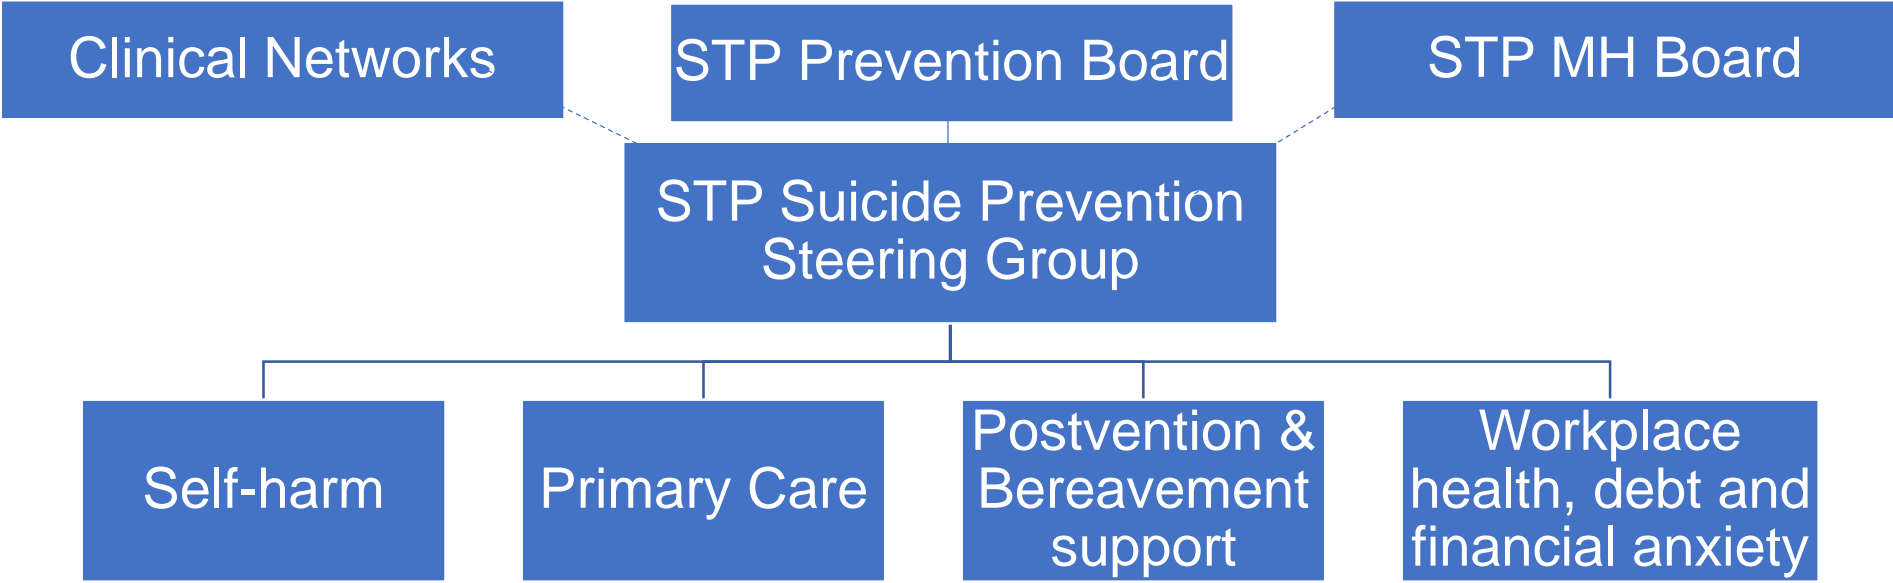 Clinical Networks
STP Prevention Board
STP MH Board
STP Suicide Prevention
Steering Group
Self-harm
Primary Care
Postvention &
Bereavement
support
Workplace
health, debt and
financial anxiety